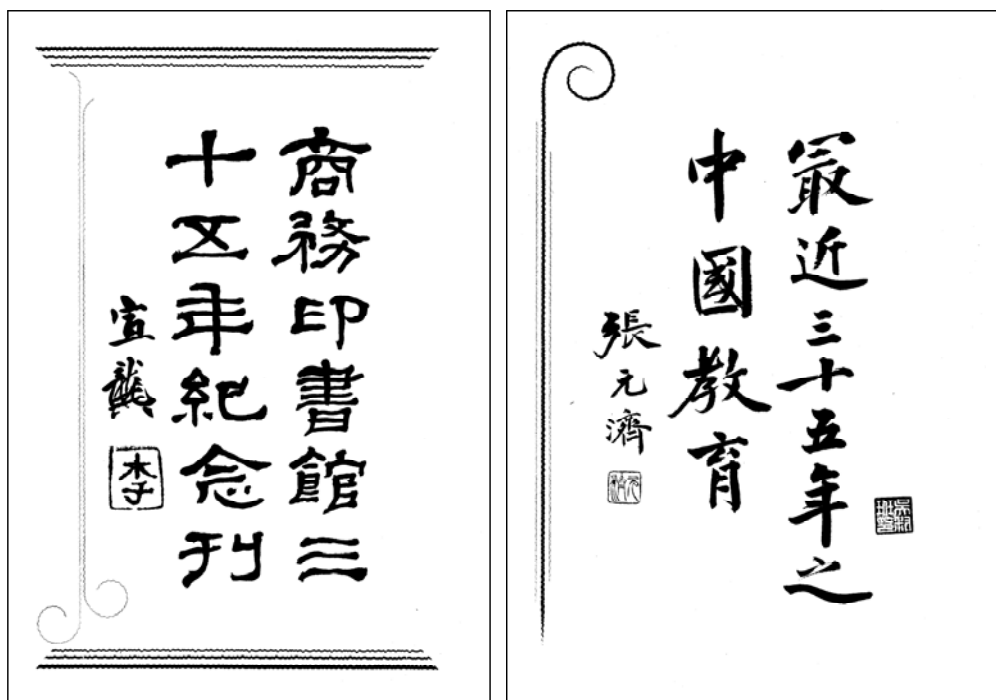 商務印書館三
十五年紀念刊
宣龔
李
最近三十五年之
中國教育
張元濟